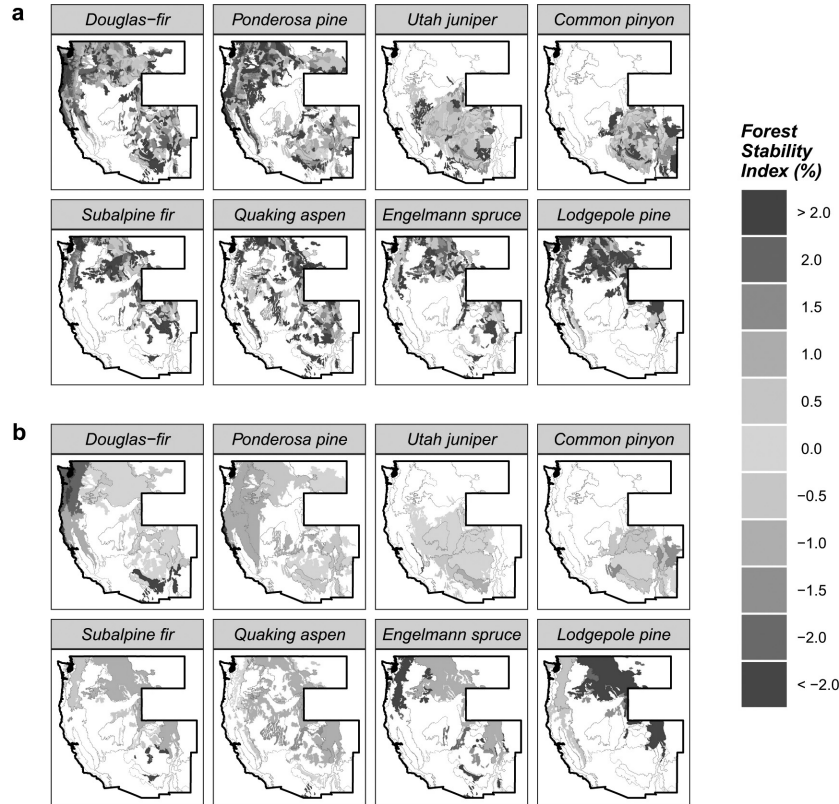 a
Douglas−fir
Ponderosa pine
Utah juniper
Common pinyon
Subalpine fir
Quaking aspen
Engelmann spruce
Lodgepole pine
b
Douglas−fir
Ponderosa pine
Utah juniper
Common pinyon
Subalpine fir
Quaking aspen
Engelmann spruce
Lodgepole pine
Forest
Stability
Index (%)
> 2.0
2.0
1.5
1.0
0.5
0.0
−0.5
−1.0
−1.5
−2.0
< −2.0